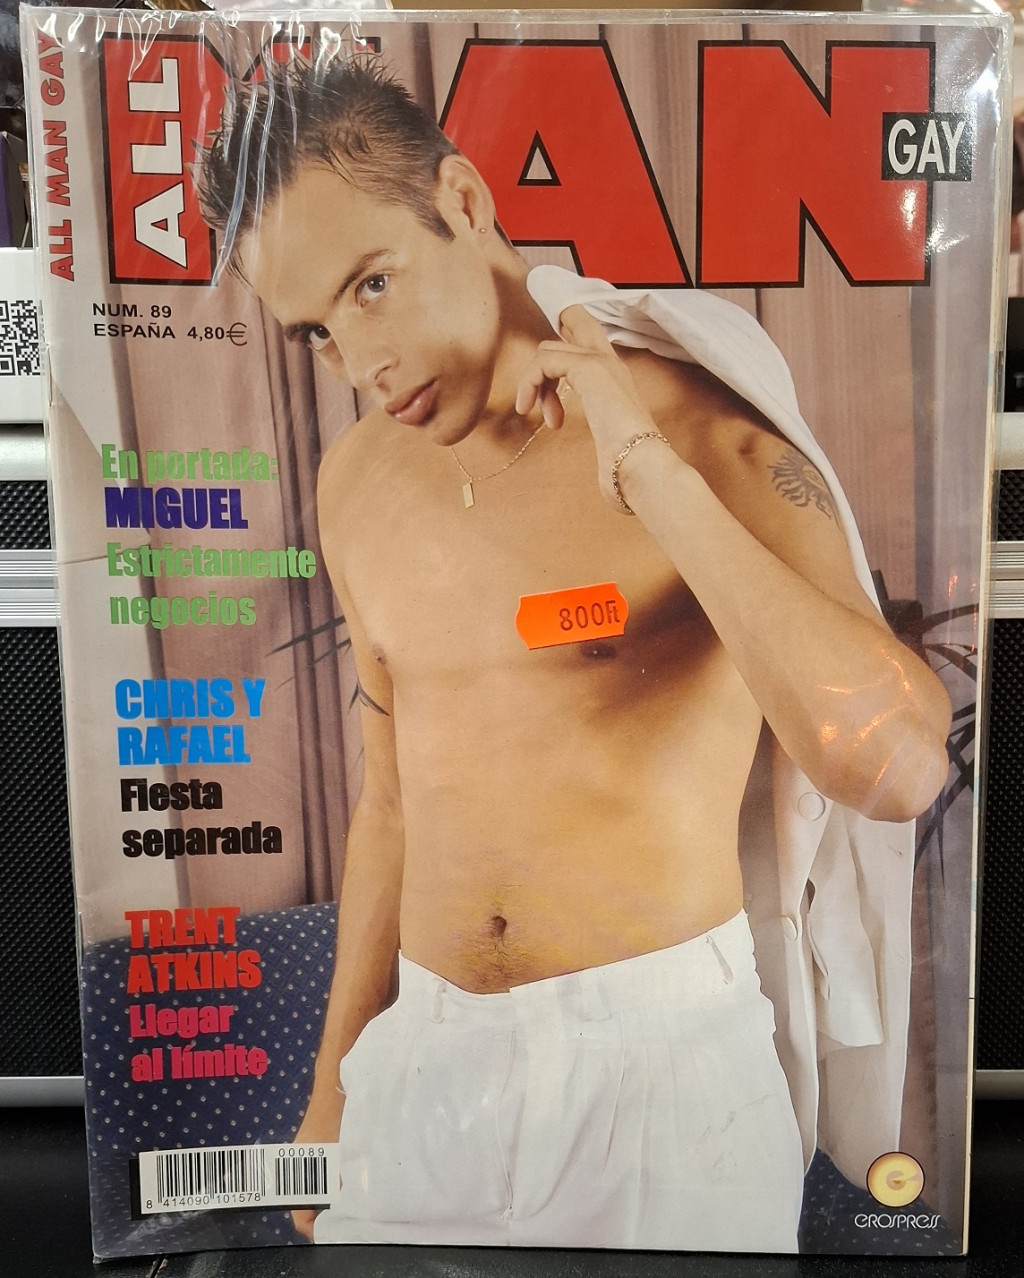 ALL MAN GAY
ALL MAN
GAY
NUM. 89
ESPAÑA 4,80€
En portada:
MIGUEL
Estrictamente
negocios
800Ft
CHRIS Y
RAFAEL
Fiesta
separada
TRENT
ATKINS
Llegar
al límite
00089
8 414090 101578
EROSPRESS